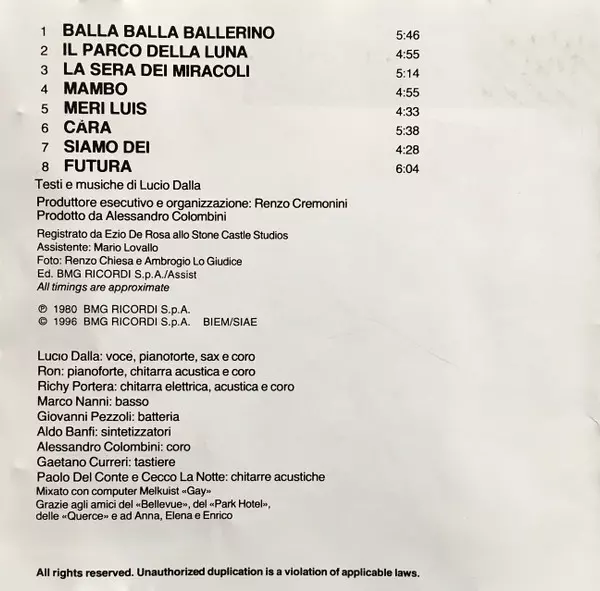 1 BALLA BALLA BALLERINO 5:46
2 IL PARCO DELLA LUNA 4:55
3 LA SERA DEI MIRACOLI 5:14
4 MAMBO 4:55
5 MERI LUIS 4:33
6 CÁRA 5:38
7 SIAMO DEI 4:28
8 FUTURA 6:04
Testi e musiche di Lucio Dalla
Produttore esecutivo e organizzazione: Renzo Cremonini
Prodotto da Alessandro Colombini
Registrato da Ezio De Rosa allo Stone Castle Studios
Assistente: Mario Lovallo
Foto: Renzo Chiesa e Ambrogio Lo Giudice
Ed. BMG RICORDI S.p.A./Assist
All timings are approximate
℗ 1980 BMG RICORDI S.p.A.
© 1996 BMG RICORDI S.p.A. BIEM/SIAE
Lucio Dalla: voce, pianoforte, sax e coro
Ron: pianoforte, chitarra acustica e coro
Richy Portera: chitarra elettrica, acustica e coro
Marco Nanni: basso
Giovanni Pezzoli: batteria
Aldo Banfi: sintetizzatori
Alessandro Colombini: coro
Gaetano Curreri: tastiere
Paolo Del Conte e Cecco La Notte: chitarre acustiche
Mixato con computer Melkuist «Gay»
Grazie agli amici del «Bellevue», del «Park Hotel»,
delle «Querce» e ad Anna, Elena e Enrico
All rights reserved. Unauthorized duplication is a violation of applicable laws.